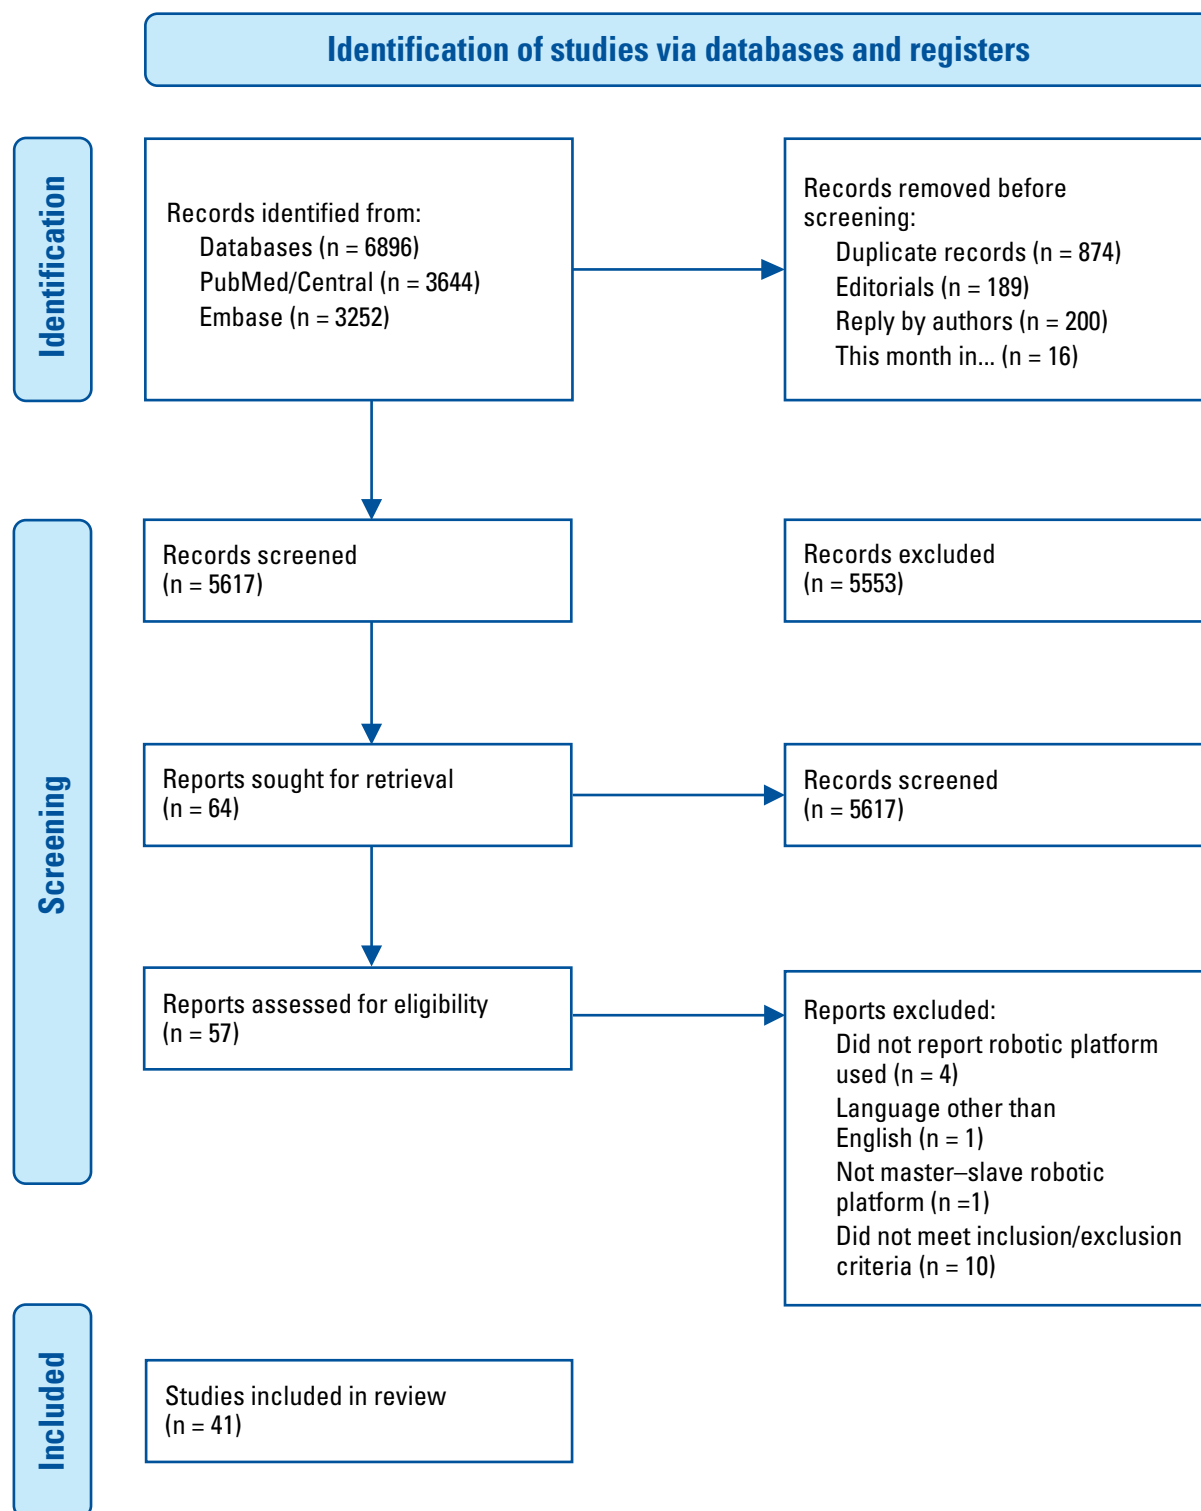 Identification of studies via databases and registers
Identification
Records identified from:
Databases (n = 6896)
PubMed/Central (n = 3644)
Embase (n = 3252)
Records removed before
screening:
Duplicate records (n = 874)
Editorials (n = 189)
Reply by authors (n = 200)
This month in... (n = 16)
Screening
Records screened
(n = 5617)
Records excluded
(n = 5553)
Reports sought for retrieval
(n = 64)
Records screened
(n = 5617)
Reports assessed for eligibility
(n = 57)
Reports excluded:
Did not report robotic platform
used (n = 4)
Language other than
English (n = 1)
Not master–slave robotic
platform (n =1)
Did not meet inclusion/exclusion
criteria (n = 10)
Included
Studies included in review
(n = 41)